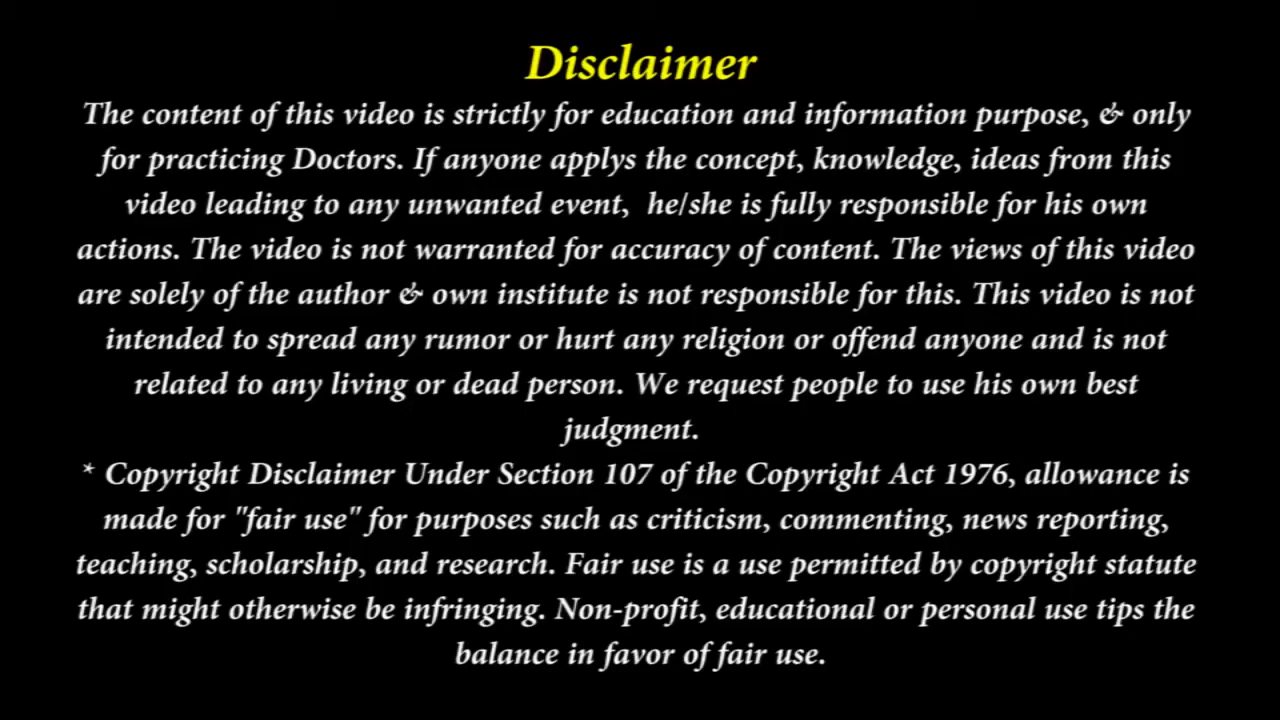 Disclaimer
The content of this video is strictly for education and information purpose, & only
for practicing Doctors. If anyone applys the concept, knowledge, ideas from this
video leading to any unwanted event,  he/she is fully responsible for his own
actions. The video is not warranted for accuracy of content. The views of this video
are solely of the author & own institute is not responsible for this. This video is not
intended to spread any rumor or hurt any religion or offend anyone and is not
related to any living or dead person. We request people to use his own best
judgment.
* Copyright Disclaimer Under Section 107 of the Copyright Act 1976, allowance is
made for "fair use" for purposes such as criticism, commenting, news reporting,
teaching, scholarship, and research. Fair use is a use permitted by copyright statute
that might otherwise be infringing. Non-profit, educational or personal use tips the
balance in favor of fair use.